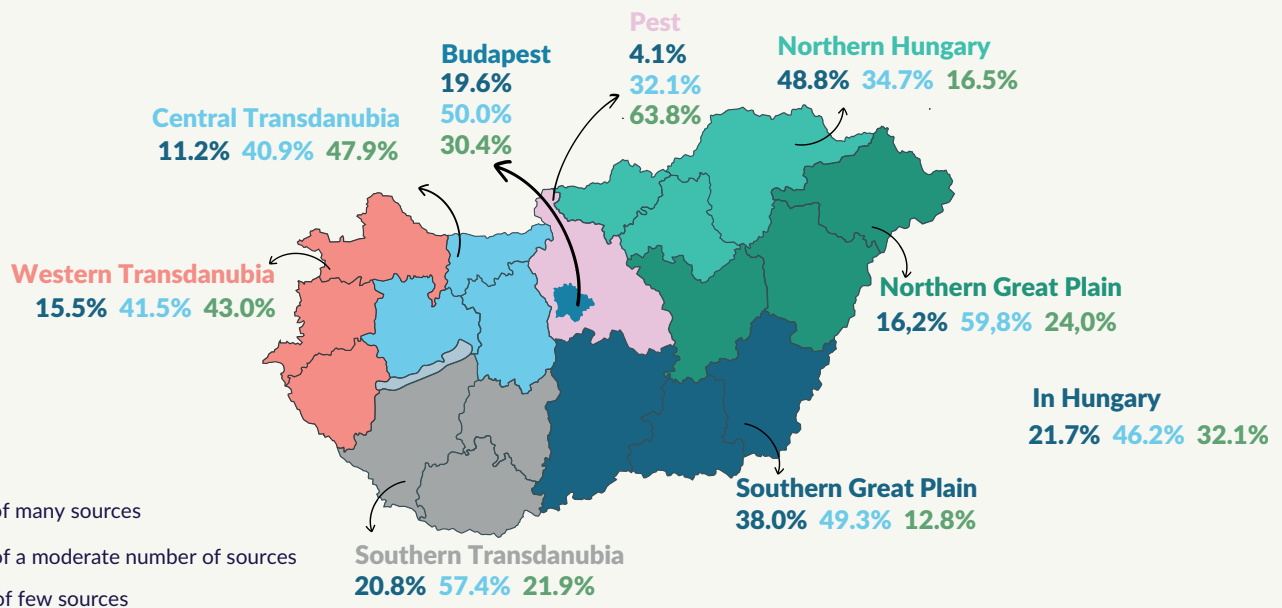 Pest
4.1%
32.1%
63.8%
Budapest
19.6%
50.0%
30.4%
Northern Hungary
48.8% 34.7% 16.5%
Central Transdanubia
11.2% 40.9% 47.9%
Western Transdanubia
15.5% 41.5% 43.0%
Northern Great Plain
16,2% 59,8% 24,0%
In Hungary
21.7% 46.2% 32.1%
Southern Great Plain
38.0% 49.3% 12.8%
Southern Transdanubia
20.8% 57.4% 21.9%
of many sources
of a moderate number of sources
of few sources